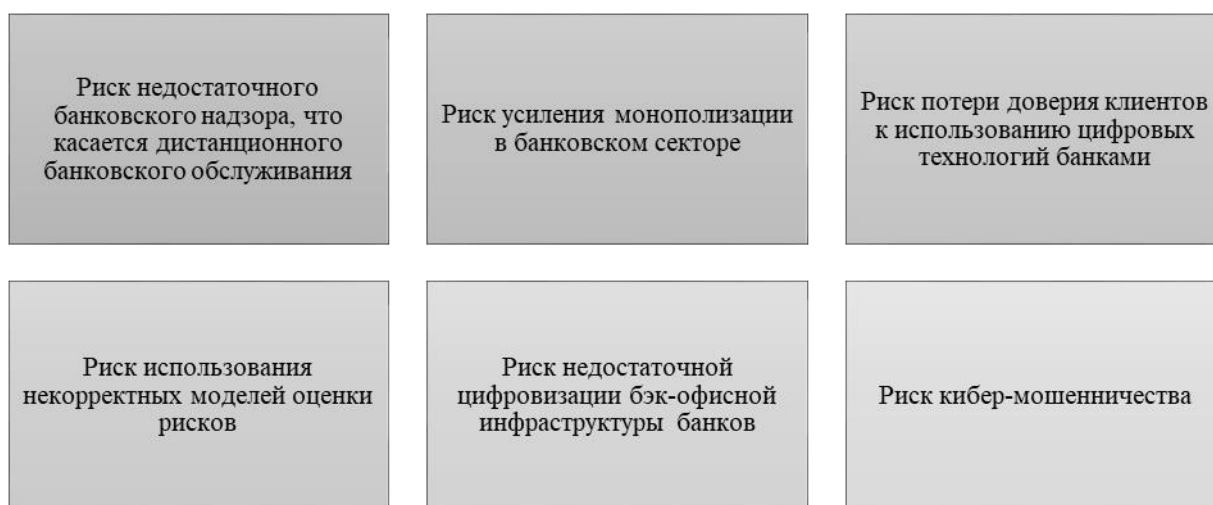 Риск недостаточного
банковского надзора, что
касается дистанционного
банковского обслуживания
Риск усиления монополизации
в банковском секторе
Риск потери доверия клиентов
к использованию цифровых
технологий банками
Риск использования
некорректных моделей оценки
рисков
Риск недостаточной
цифровизации бэк-офисной
инфраструктуры банков
Риск кибер-мошенничества